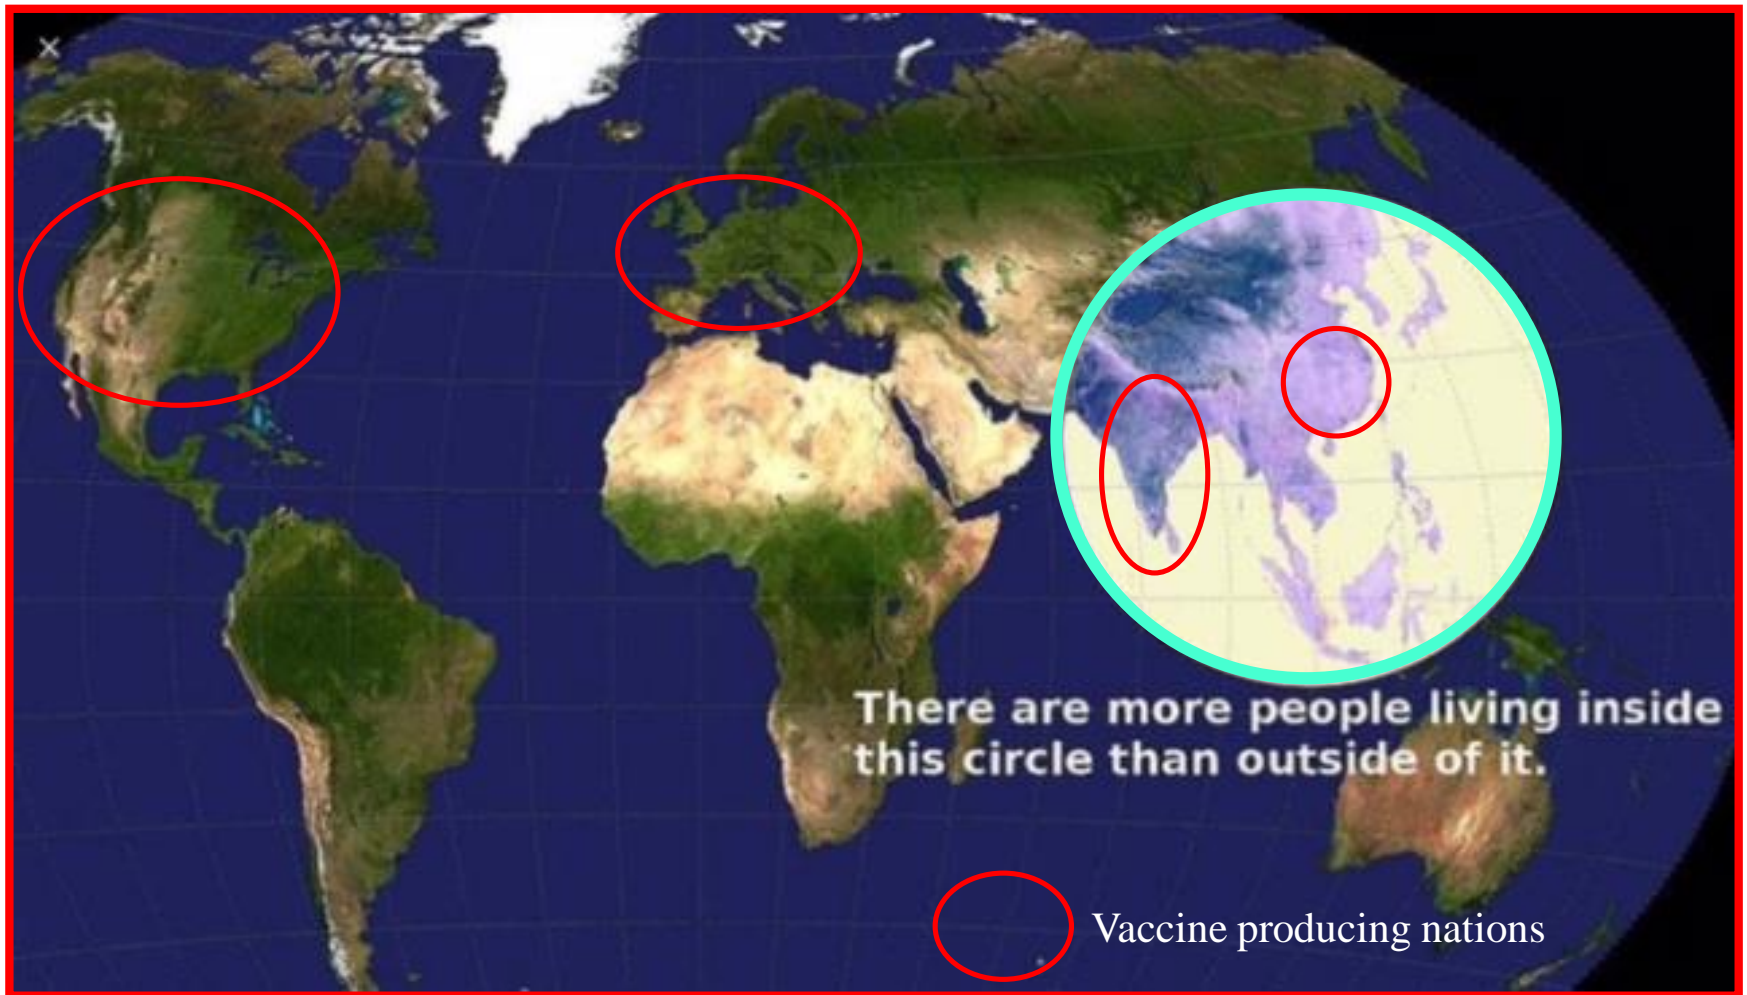 There are more people living inside
this circle than outside of it.
Vaccine producing nations